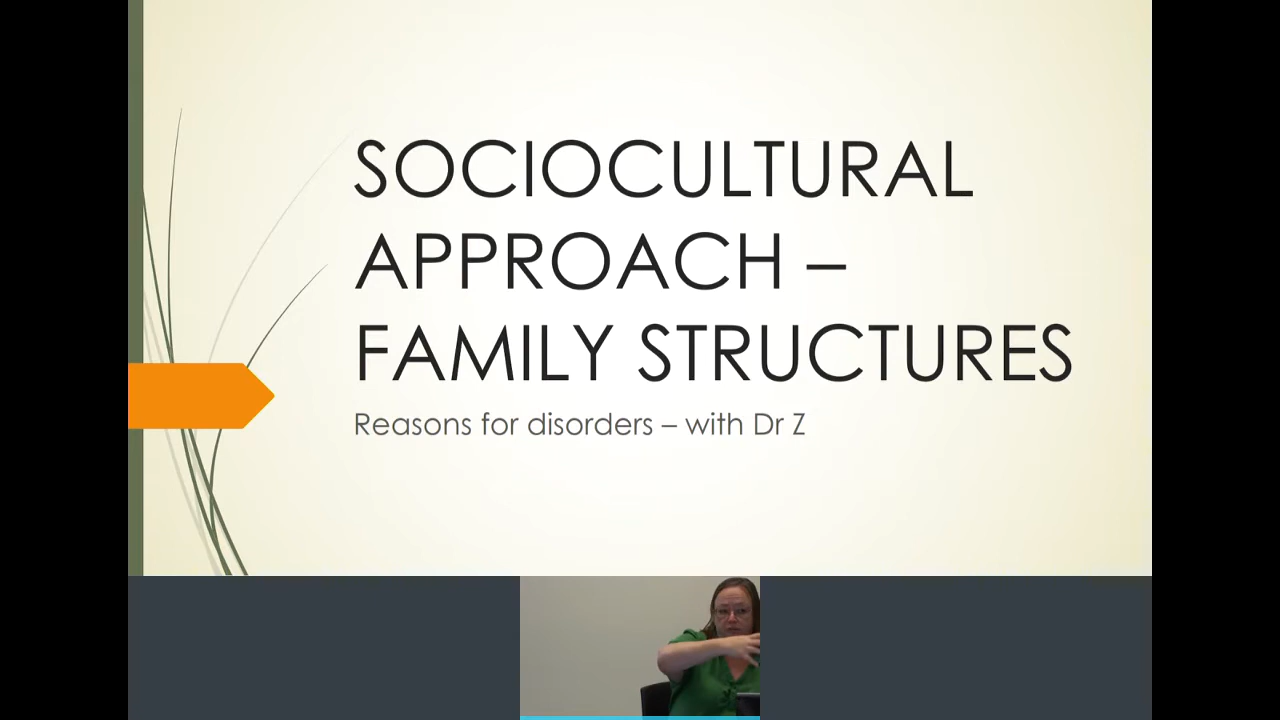 SOCIOCULTURAL
APPROACH –
FAMILY STRUCTURES
Reasons for disorders – with Dr Z